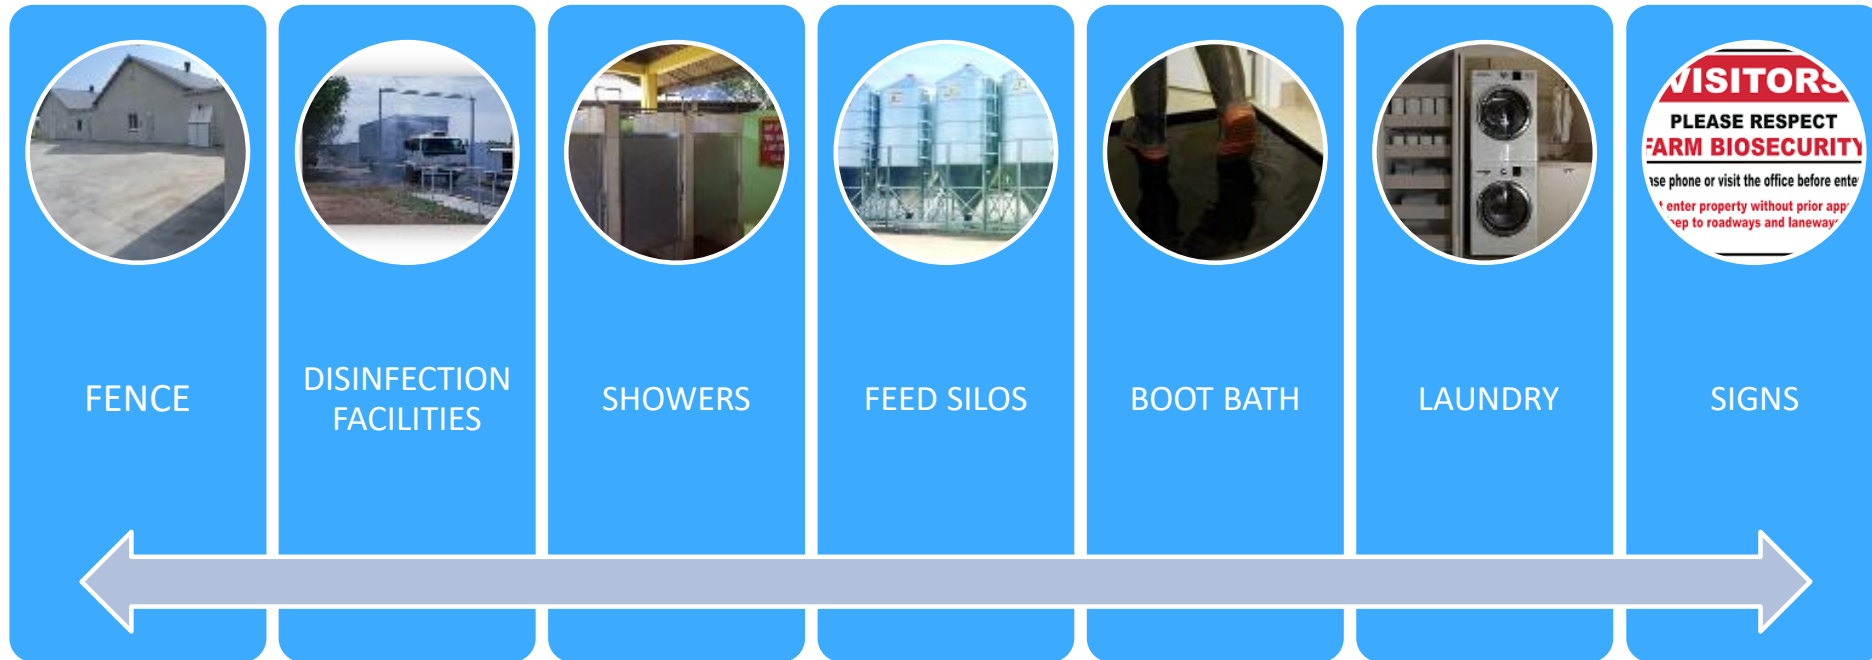 VISITORS
PLEASE RESPECT
FARM BIOSECURITY
phone or visit the office before
enter property without prior
to roadways and
FENCE
DISINFECTION
FACILITIES
SHOWERS
FEED SILOS
BOOT BATH
LAUNDRY
SIGNS